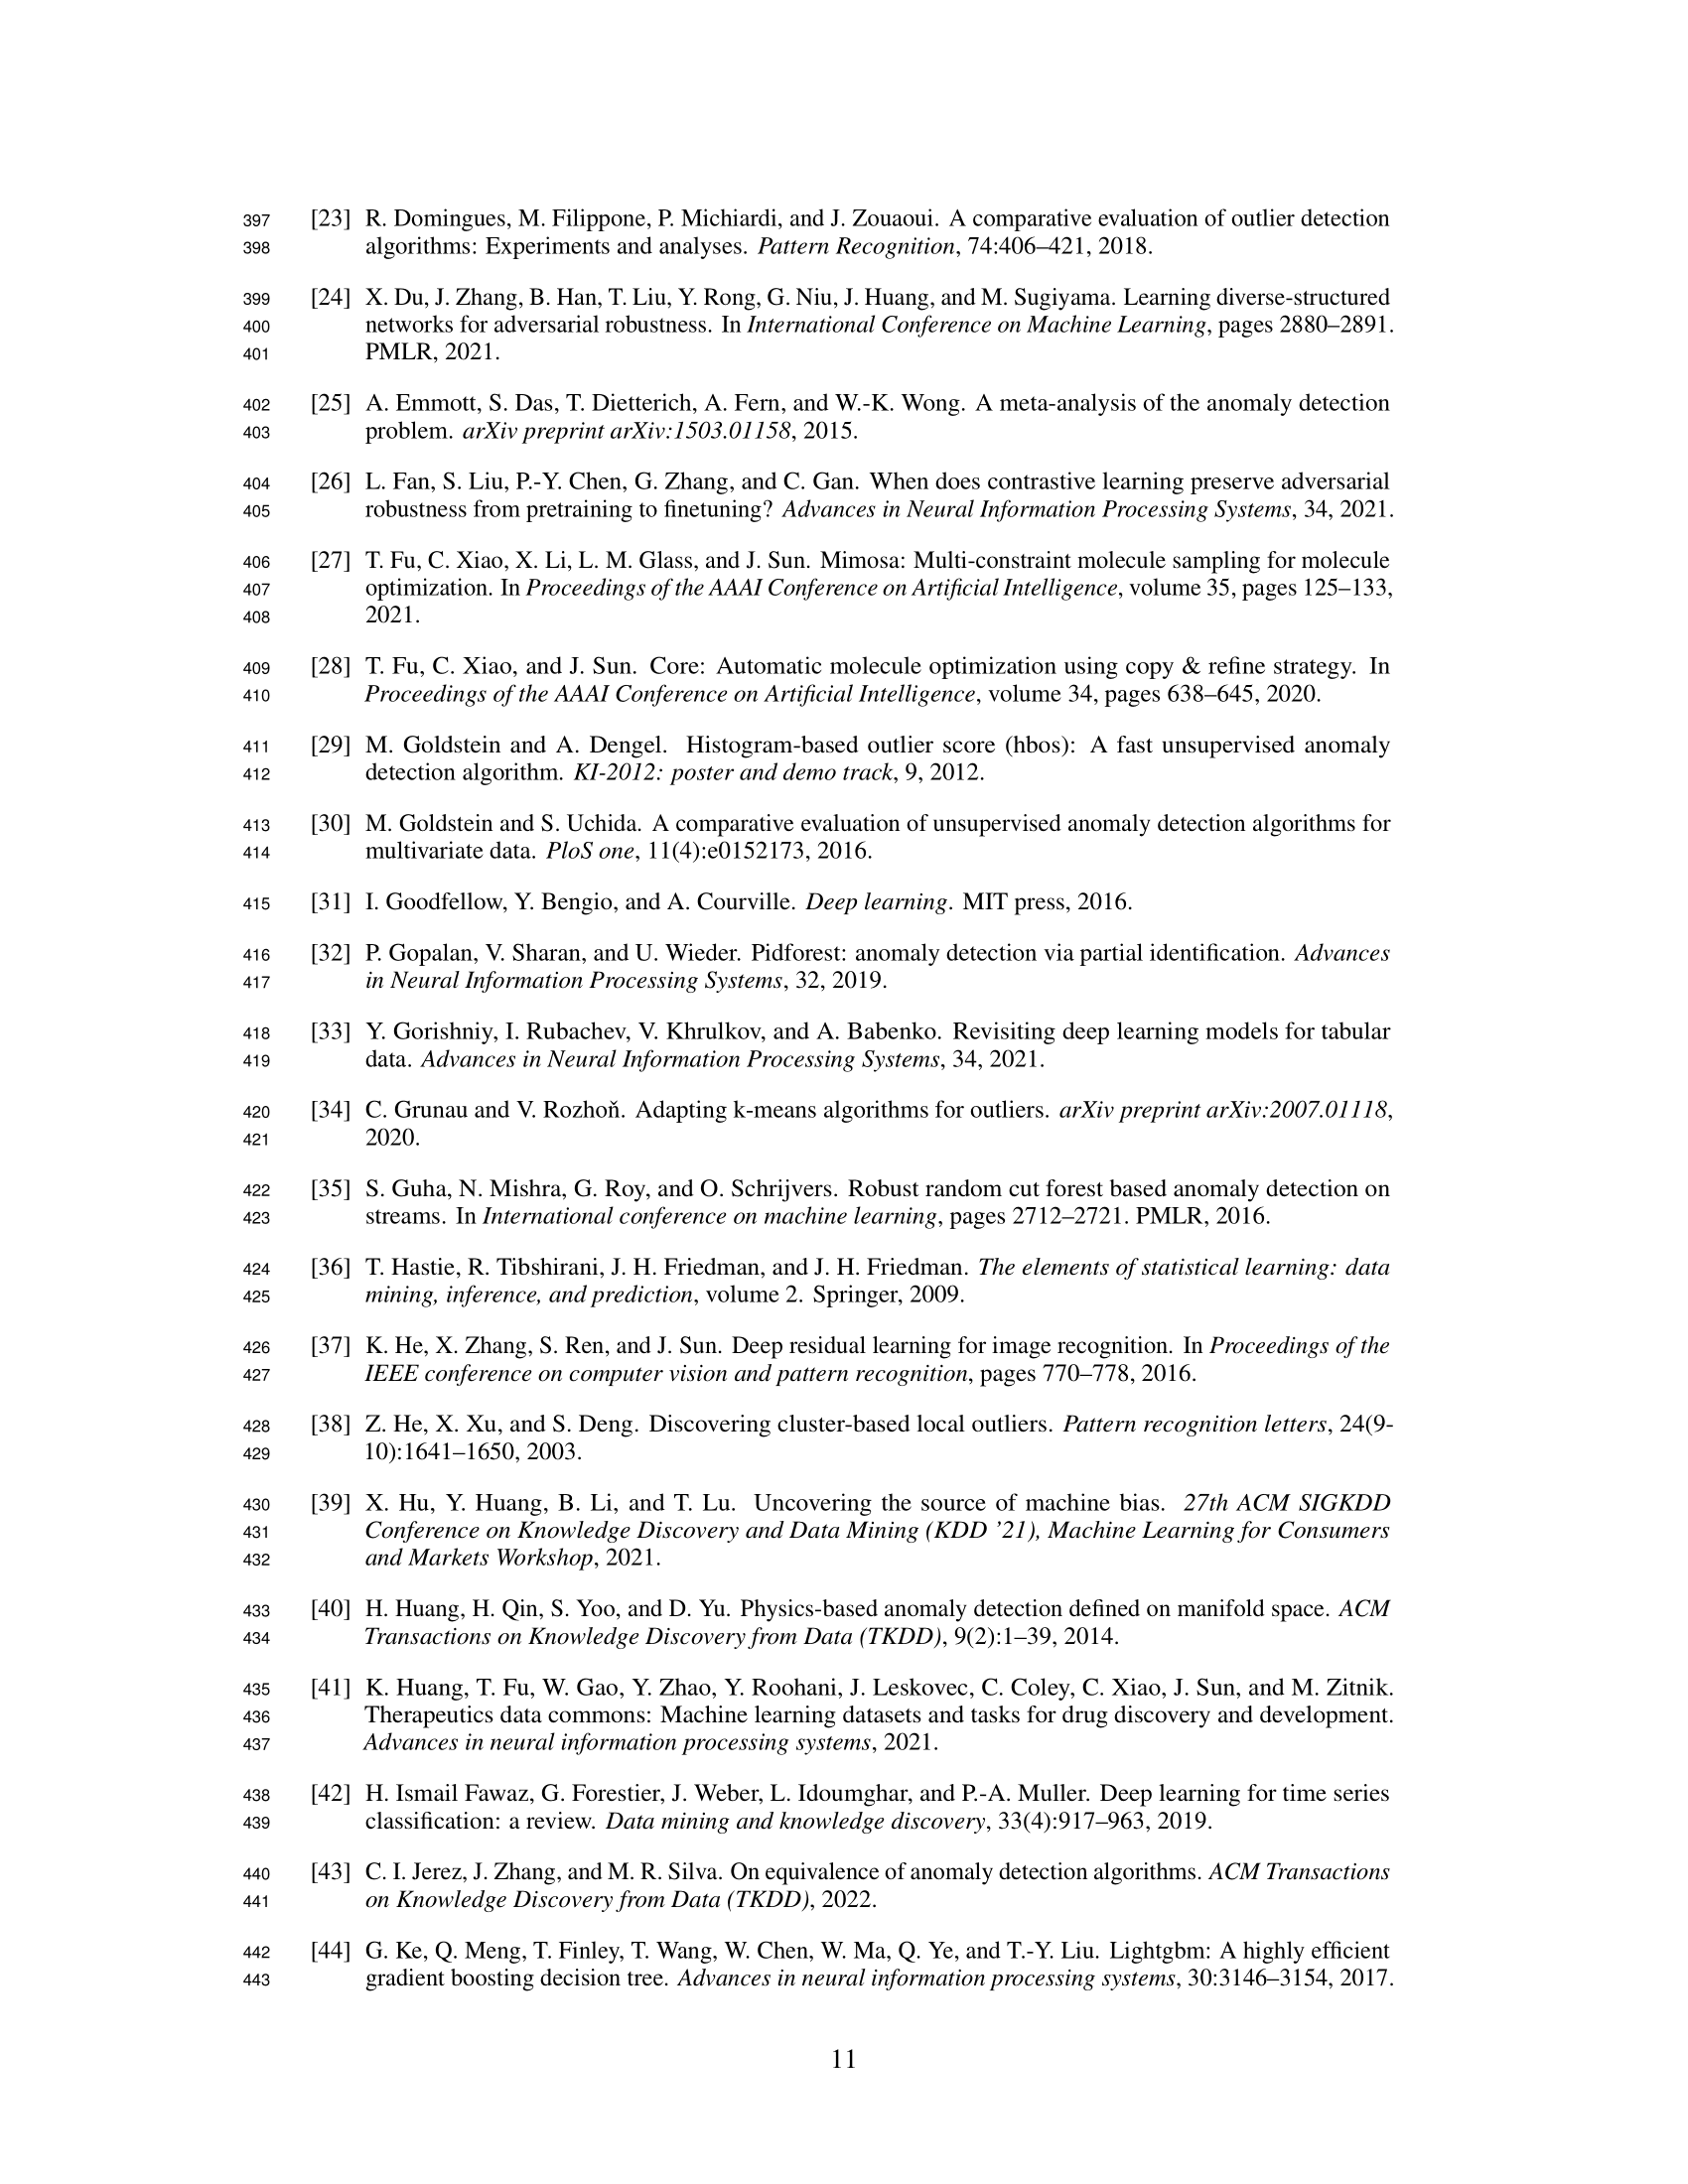 397 [23] R. Domingues, M. Filippone, P. Michiardi, and J. Zouaoui. A comparative evaluation of outlier detection
398 algorithms: Experiments and analyses. Pattern Recognition, 74:406–421, 2018.
399 [24] X. Du, J. Zhang, B. Han, T. Liu, Y. Rong, G. Niu, J. Huang, and M. Sugiyama. Learning diverse-structured
400 networks for adversarial robustness. In International Conference on Machine Learning, pages 2880–2891.
401 PMLR, 2021.
402 [25] A. Emmott, S. Das, T. Dietterich, A. Fern, and W.-K. Wong. A meta-analysis of the anomaly detection
403 problem. arXiv preprint arXiv:1503.01158, 2015.
404 [26] L. Fan, S. Liu, P.-Y. Chen, G. Zhang, and C. Gan. When does contrastive learning preserve adversarial
405 robustness from pretraining to finetuning? Advances in Neural Information Processing Systems, 34, 2021.
406 [27] T. Fu, C. Xiao, X. Li, L. M. Glass, and J. Sun. Mimosa: Multi-constraint molecule sampling for molecule
407 optimization. In Proceedings of the AAAI Conference on Artificial Intelligence, volume 35, pages 125–133,
408 2021.
409 [28] T. Fu, C. Xiao, and J. Sun. Core: Automatic molecule optimization using copy & refine strategy. In
410 Proceedings of the AAAI Conference on Artificial Intelligence, volume 34, pages 638–645, 2020.
411 [29] M. Goldstein and A. Dengel. Histogram-based outlier score (hbos): A fast unsupervised anomaly
412 detection algorithm. KI-2012: poster and demo track, 9, 2012.
413 [30] M. Goldstein and S. Uchida. A comparative evaluation of unsupervised anomaly detection algorithms for
414 multivariate data. PloS one, 11(4):e0152173, 2016.
415 [31] I. Goodfellow, Y. Bengio, and A. Courville. Deep learning. MIT press, 2016.
416 [32] P. Gopalan, V. Sharan, and U. Wieder. Pidforest: anomaly detection via partial identification. Advances
417 in Neural Information Processing Systems, 32, 2019.
418 [33] Y. Gorishniy, I. Rubachev, V. Khrulkov, and A. Babenko. Revisiting deep learning models for tabular
419 data. Advances in Neural Information Processing Systems, 34, 2021.
420 [34] C. Grunau and V. Rozhoň. Adapting k-means algorithms for outliers. arXiv preprint arXiv:2007.01118,
421 2020.
422 [35] S. Guha, N. Mishra, G. Roy, and O. Schrijvers. Robust random cut forest based anomaly detection on
423 streams. In International conference on machine learning, pages 2712–2721. PMLR, 2016.
424 [36] T. Hastie, R. Tibshirani, J. H. Friedman, and J. H. Friedman. The elements of statistical learning: data
425 mining, inference, and prediction, volume 2. Springer, 2009.
426 [37] K. He, X. Zhang, S. Ren, and J. Sun. Deep residual learning for image recognition. In Proceedings of the
427 IEEE conference on computer vision and pattern recognition, pages 770–778, 2016.
428 [38] Z. He, X. Xu, and S. Deng. Discovering cluster-based local outliers. Pattern recognition letters, 24(9-
429 10):1641–1650, 2003.
430 [39] X. Hu, Y. Huang, B. Li, and T. Lu. Uncovering the source of machine bias. 27th ACM SIGKDD
431 Conference on Knowledge Discovery and Data Mining (KDD ’21), Machine Learning for Consumers
432 and Markets Workshop, 2021.
433 [40] H. Huang, H. Qin, S. Yoo, and D. Yu. Physics-based anomaly detection defined on manifold space. ACM
434 Transactions on Knowledge Discovery from Data (TKDD), 9(2):1–39, 2014.
435 [41] K. Huang, T. Fu, W. Gao, Y. Zhao, Y. Roohani, J. Leskovec, C. Coley, C. Xiao, J. Sun, and M. Zitnik.
436 Therapeutics data commons: Machine learning datasets and tasks for drug discovery and development.
437 Advances in neural information processing systems, 2021.
438 [42] H. Ismail Fawaz, G. Forestier, J. Weber, L. Idoumghar, and P.-A. Muller. Deep learning for time series
439 classification: a review. Data mining and knowledge discovery, 33(4):917–963, 2019.
440 [43] C. I. Jerez, J. Zhang, and M. R. Silva. On equivalence of anomaly detection algorithms. ACM Transactions
441 on Knowledge Discovery from Data (TKDD), 2022.
442 [44] G. Ke, Q. Meng, T. Finley, T. Wang, W. Chen, W. Ma, Q. Ye, and T.-Y. Liu. Lightgbm: A highly efficient
443 gradient boosting decision tree. Advances in neural information processing systems, 30:3146–3154, 2017.
11